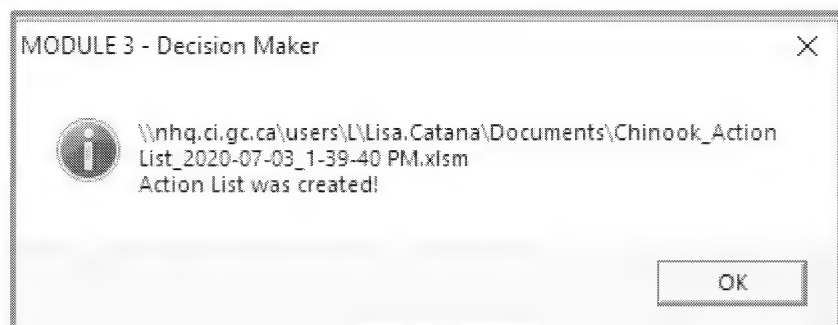 MODULE 3 - Decision Maker
\\nhq.ci.gc.ca\users\L\Lisa.Catana\Documents\Chinook_Action
List_2020-07-03_1-39-40 PM.xlsm
Action List was created!
OK